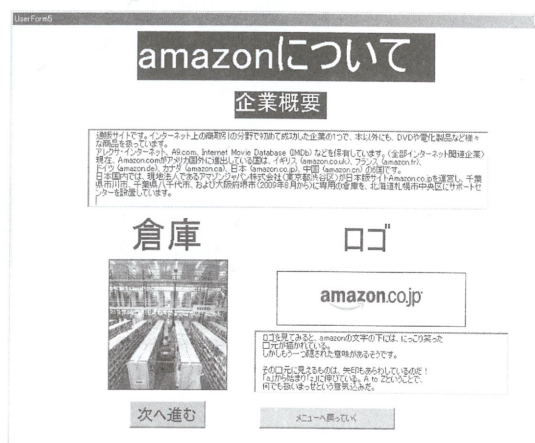 UserForm5
amazonについて
企業概要
通販サイトです。インターネット上の商取引の分野で初めて成功した企業の1つで、本以外にも、DVDや電化製品など様々
な商品を扱っています。
アレクサ・インターネット、A9.com、Internet Movie Database (IMDb) などを保有しています。(全部インターネット関連企業)
現在、Amazon.comがアメリカ国外に進出している国は、イギリス (amazon.co.uk)、フランス (amazon.fr)、
ドイツ (amazon.de)、カナダ (amazon.ca)、日本 (amazon.co.jp)、中国 (amazon.cn) の6国です。
日本国内では、現地法人であるアマゾンジャパン株式会社(東京都渋谷区)が日本版サイトAmazon.co.jpを運営し、千葉
県市川市、千葉県八千代市、および大阪府堺市(2009年8月から)に専用の倉庫を、北海道札幌市中央区にサポートセ
ンターを設置しています。
倉庫
ロゴ
amazon.co.jp
ロゴを見てみると、amazonの文字の下には、にっこり笑った
口元が描かれている。
しかしもう一つ隠された意味があるそうです。
その口元に見えるものは、矢印もあらわしているのだ!
「a」から始まり「z」に伸びている。A to Zということで、
何でも扱いまっせという意気込みだ。
次へ進む
メニューへ戻っていく